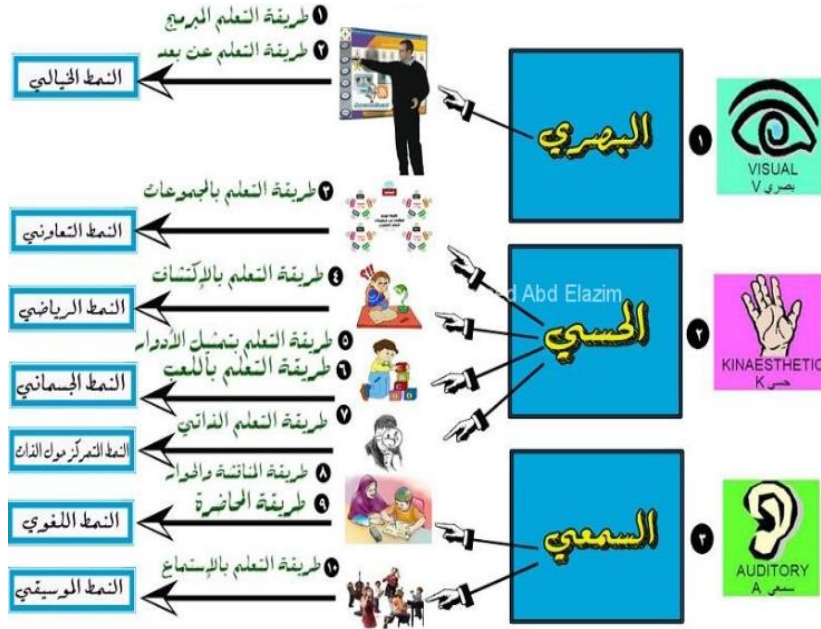 ١ طريقة التعلم المبرمج
٢ طريقة التعلم عن بعد
النمط الخيالي
البصري
١
VISUAL
بصري V
٣ طريقة التعلم بالمجموعات
النمط التعاوني
٤ طريقة التعلم بالإكتشاف
النمط الرياضي
d Abd Elazim
الحسي
٢
KINAESTHETIC
حسي K
٥ طريقة التعلم بتمثيل الأدوار
٦ طريقة التعلم باللعب
النمط الجسماني
٧ طريقة التعلم الذاتي
النمط المتمركز حول الذات
٨ طريقة المناقشة والحوار
٩ طريقة المحاضرة
النمط اللغوي
السمعي
٣
AUDITORY
سمعي A
١٠ طريقة التعلم بالإستماع
النمط الموسيقي